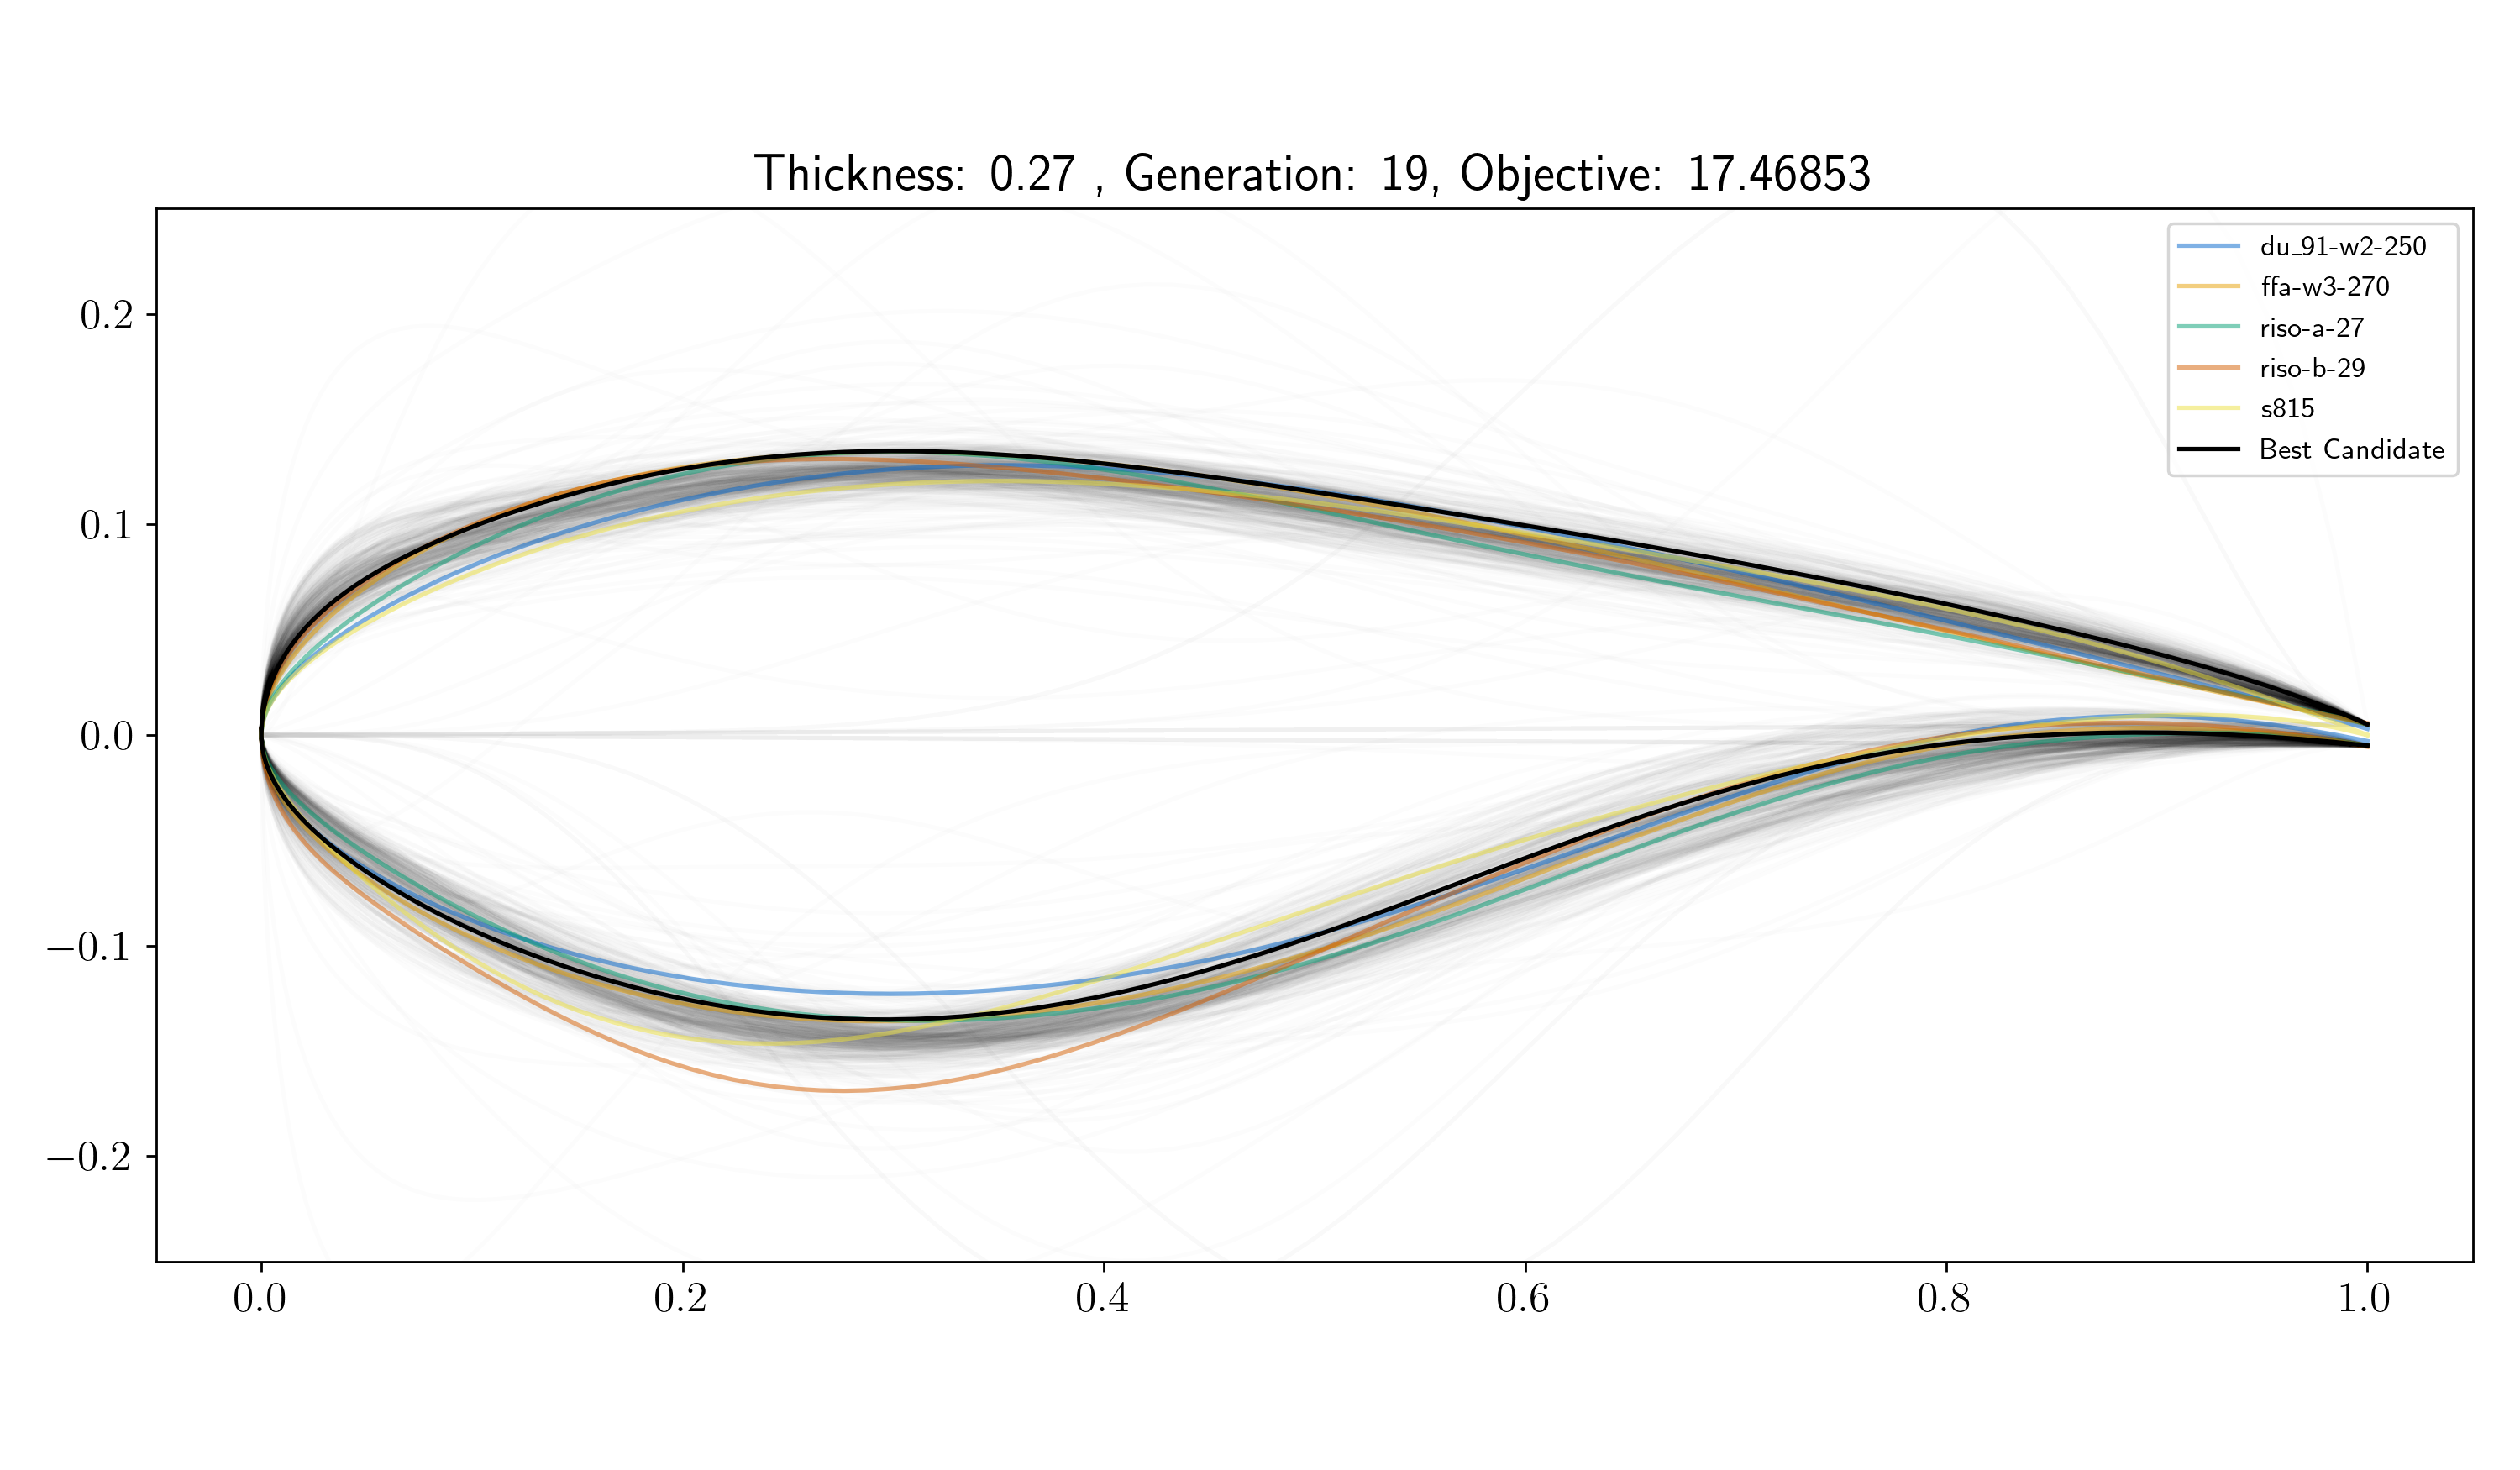 Thickness: 0.27 , Generation: 19, Objective: 17.46853
du_91-w2-250
ffa-w3-270
riso-a-27
riso-b-29
s815
Best Candidate
0.2
0.1
0.0
−0.1
−0.2
0.0 0.2 0.4 0.6 0.8 1.0